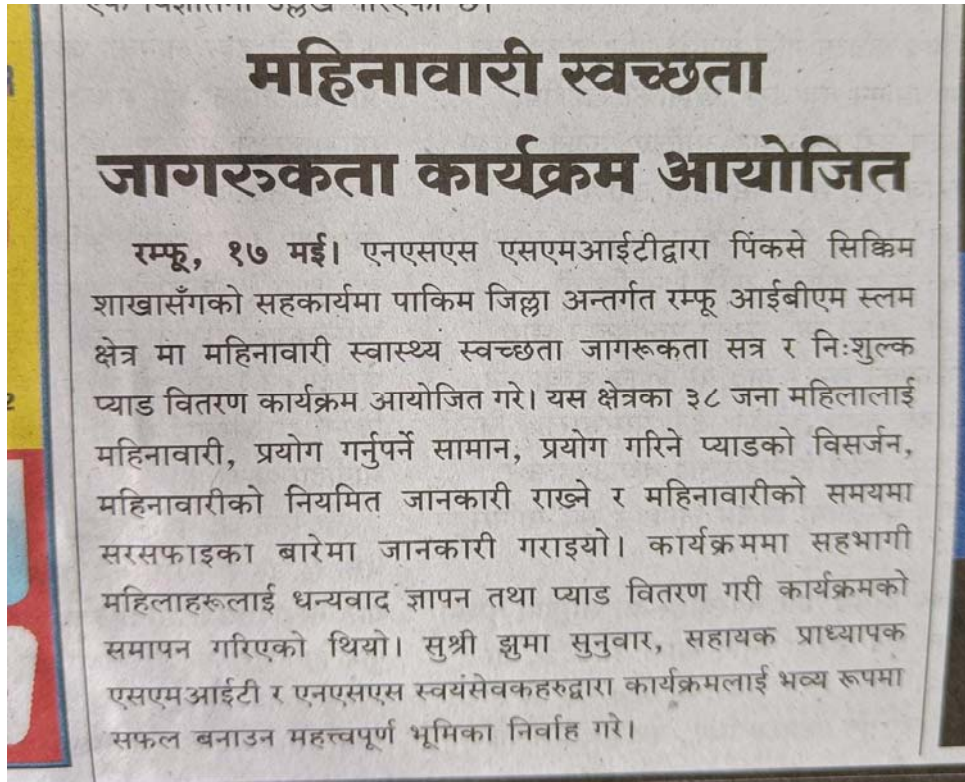 महिनावारी स्वच्छता
जागरुकता कार्यक्रम आयोजित
रम्फू, १७ मई। एनएसएस एसएमआईटीद्वारा पिंकसे सिक्किम
शाखासँगको सहकार्यमा पाकिम जिल्ला अन्तर्गत रम्फू आईबीएम स्लम
क्षेत्र मा महिनावारी स्वास्थ्य स्वच्छता जागरूकता सत्र र निःशुल्क
प्याड वितरण कार्यक्रम आयोजित गरे। यस क्षेत्रका ३८ जना महिलालाई
महिनावारी, प्रयोग गर्नुपर्ने सामान, प्रयोग गरिने प्याडको विसर्जन,
महिनावारीको नियमित जानकारी राख्ने र महिनावारीको समयमा
सरसफाइका बारेमा जानकारी गराइयो। कार्यक्रममा सहभागी
महिलाहरूलाई धन्यवाद ज्ञापन तथा प्याड वितरण गरी कार्यक्रमको
समापन गरिएको थियो। सुश्री झुमा सुनुवार, सहायक प्राध्यापक
एसएमआईटी र एनएसएस स्वयंसेवकहरुद्वारा कार्यक्रमलाई भव्य रूपमा
सफल बनाउन महत्त्वपूर्ण भूमिका निर्वाह गरे।